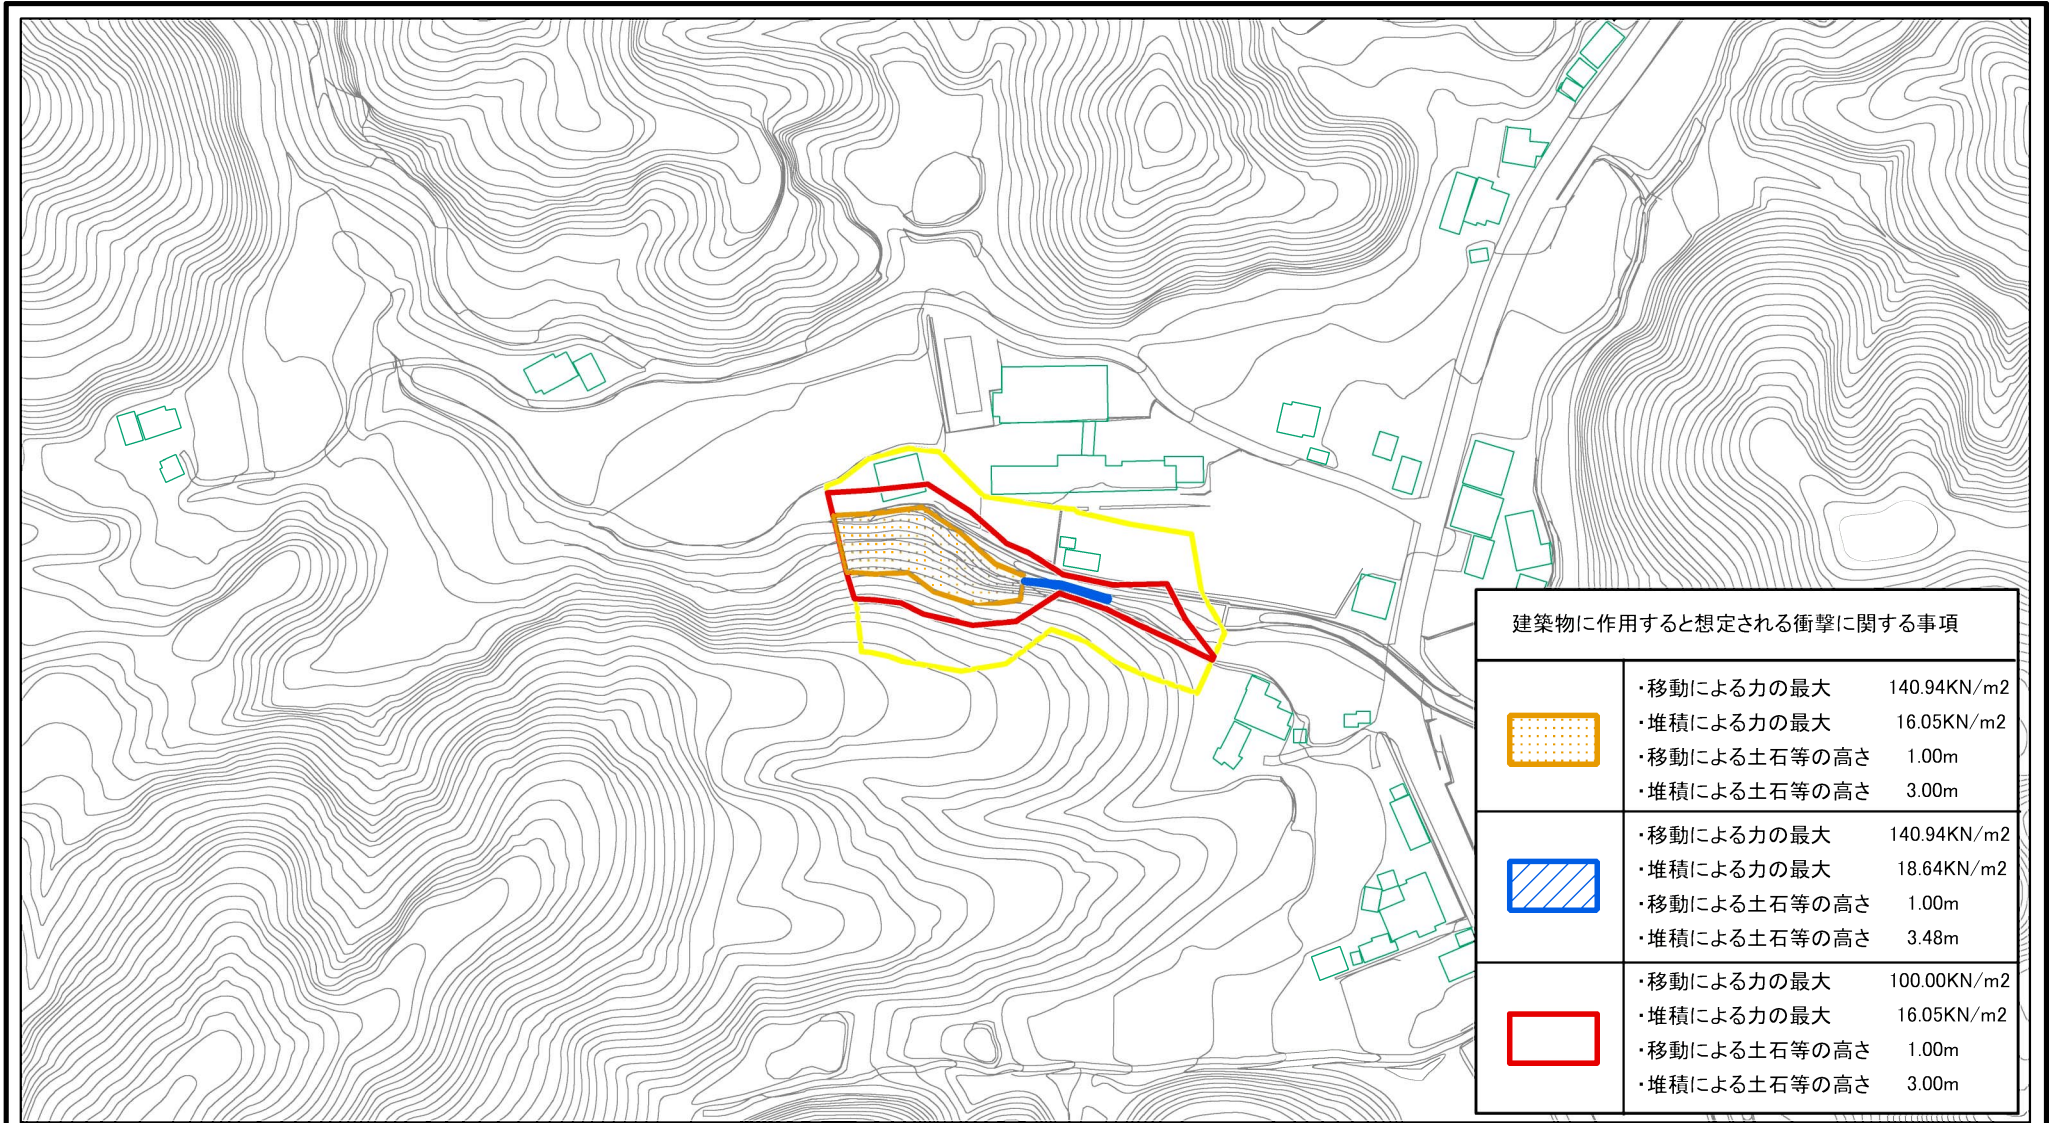 建築物に作用すると想定される衝撃に関する事項
・移動による力の最大 140.94KN/m2
・堆積による力の最大 16.05KN/m2
・移動による土石等の高さ 1.00m
・堆積による土石等の高さ 3.00m
・移動による力の最大 140.94KN/m2
・堆積による力の最大 18.64KN/m2
・移動による土石等の高さ 1.00m
・堆積による土石等の高さ 3.48m
・移動による力の最大 100.00KN/m2
・堆積による力の最大 16.05KN/m2
・移動による土石等の高さ 1.00m
・堆積による土石等の高さ 3.00m